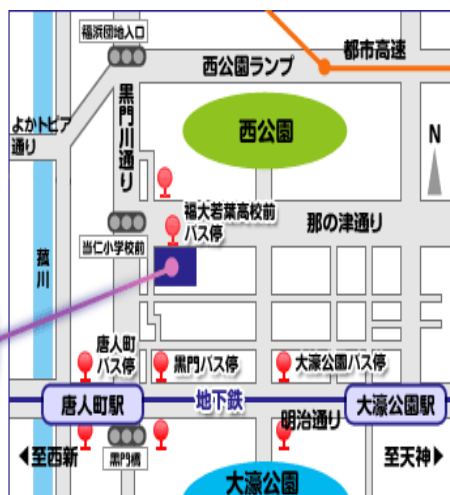 福浜団地入口
都市高速
西公園ランプ
黒門川通り
よかトピア
通り
西公園
N
福大若葉高校前
バス停
那の津通り
当仁小学校前
菰川
唐人町
バス停
黒門バス停
大濠公園バス停
唐人町駅
地下鉄
大濠公園駅
明治通り
◀至西新
黒門橋
至天神▶
大濠公園